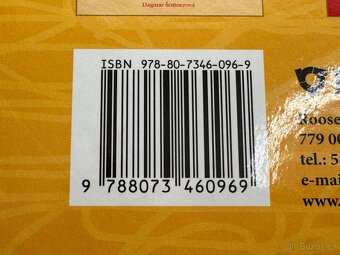 Dagmar Šottnerová
ISBN 978-80-7346-096-9
9 788073 460969
Roose
779 00
tel.: 5
e-mai
www.